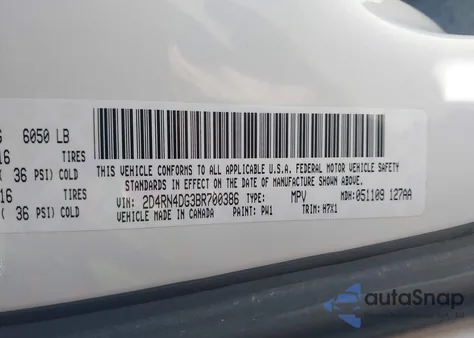 G 6050 LB
16 TIRES
36 PSI) COLD
16 TIRES
( 36 PSI) COLD
THIS VEHICLE CONFORMS TO ALL APPLICABLE U.S.A. FEDERAL MOTOR VEHICLE SAFETY
STANDARDS IN EFFECT ON THE DATE OF MANUFACTURE SHOWN ABOVE.
VIN: 2D4RN4DG3BR700386 TYPE: MPV MDH: 051109 127AA
VEHICLE MADE IN CANADA PAINT: PW1 TRIM: H7X1
autaSnap